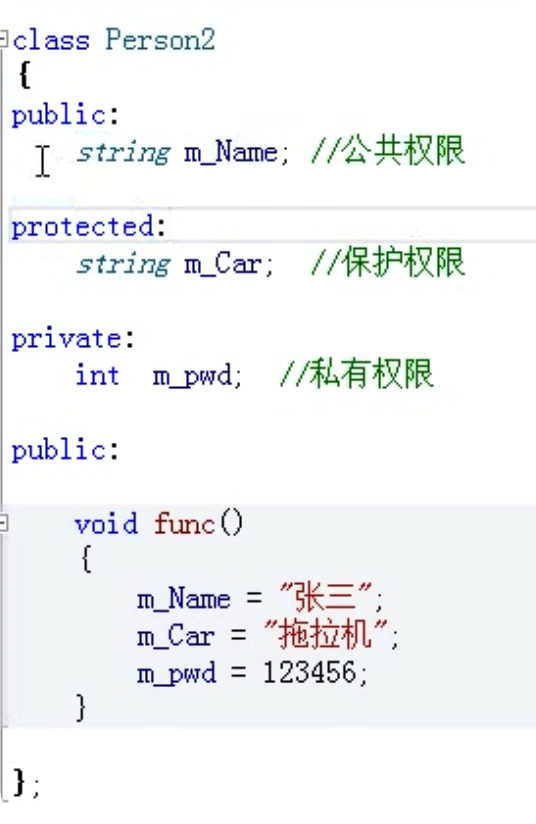 class Person2
{
public:
    string m_Name; //公共权限
protected:
    string m_Car;  //保护权限
private:
    int  m_pwd;  //私有权限
public:
    void func()
    {
        m_Name = "张三";
        m_Car = "拖拉机";
        m_pwd = 123456;
    }
};